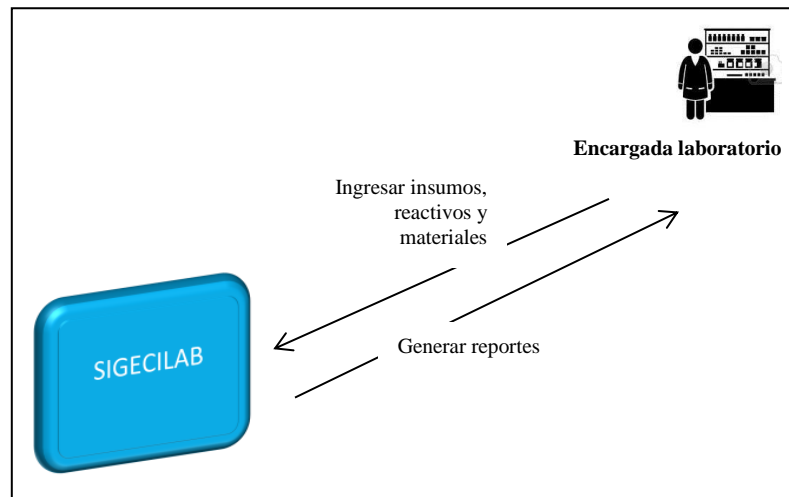 Encargada laboratorio
Ingresar insumos,
reactivos y
materiales
SIGECILAB
Generar reportes